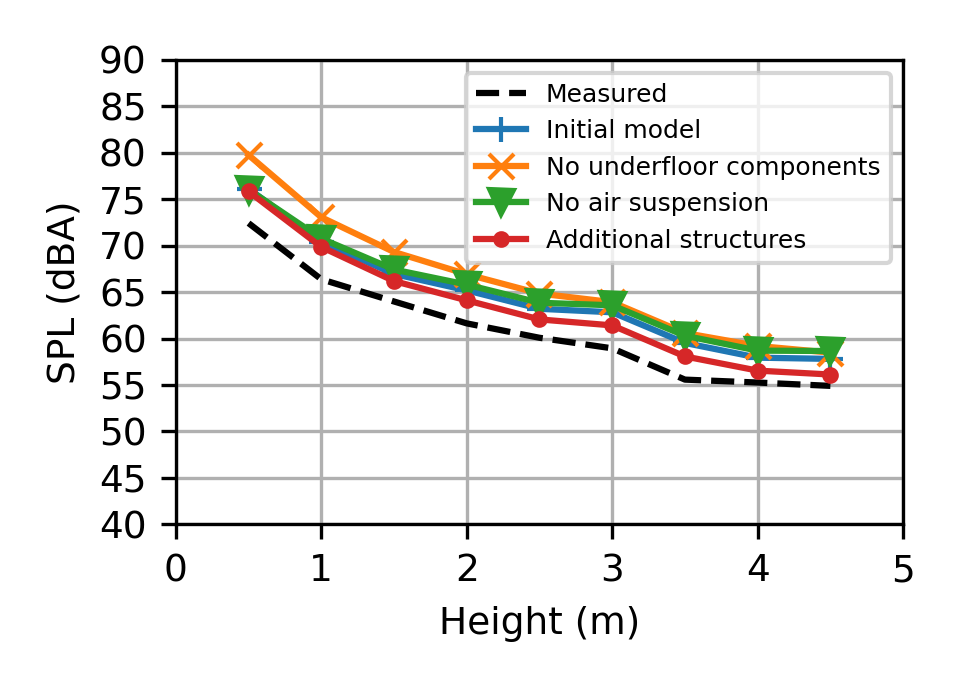 90
85
80
75
70
65
60
55
50
45
40
SPL (dBA)
Measured
Initial model
No underfloor components
No air suspension
Additional structures
0 1 2 3 4 5
Height (m)